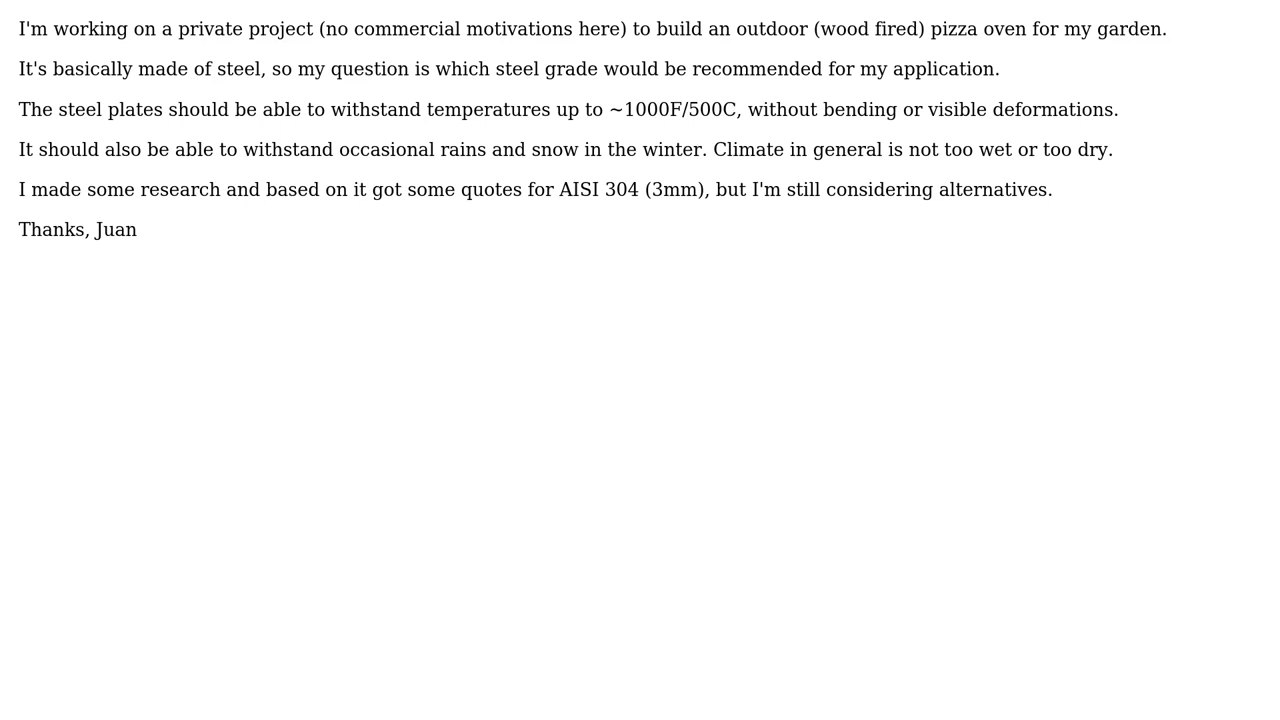 I'm working on a private project (no commercial motivations here) to build an outdoor (wood fired) pizza oven for my garden.
It's basically made of steel, so my question is which steel grade would be recommended for my application.
The steel plates should be able to withstand temperatures up to ~1000F/500C, without bending or visible deformations.
It should also be able to withstand occasional rains and snow in the winter. Climate in general is not too wet or too dry.
I made some research and based on it got some quotes for AISI 304 (3mm), but I'm still considering alternatives.
Thanks, Juan